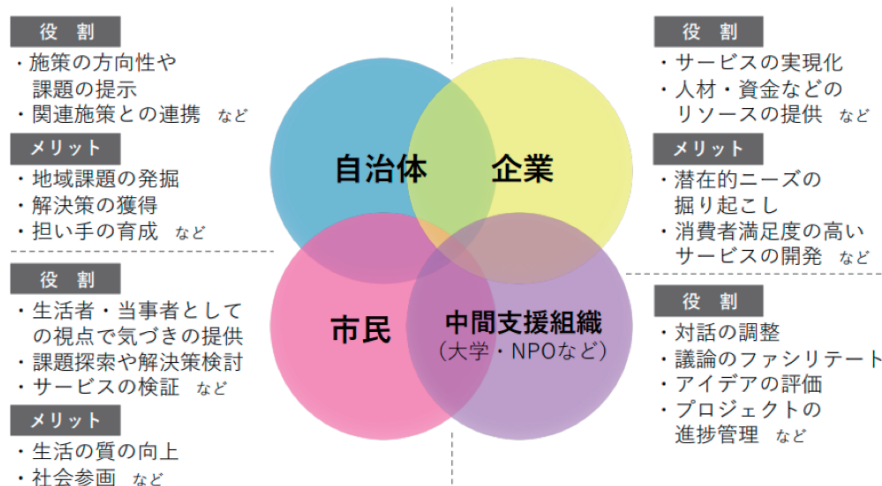 役 割
・施策の方向性や
課題の提示
・関連施策との連携 など
メリット
・地域課題の発掘
・解決策の獲得
・担い手の育成 など
役 割
・サービスの実現化
・人材・資金などの
リソースの提供 など
メリット
・潜在的ニーズの
掘り起こし
・消費者満足度の高い
サービスの開発 など
自治体
企業
市民
中間支援組織
（大学・NPOなど）
役 割
・生活者・当事者として
の視点で気づきの提供
・課題探索や解決策検討
・サービスの検証 など
メリット
・生活の質の向上
・社会参画 など
役 割
・対話の調整
・議論のファシリテート
・アイデアの評価
・プロジェクトの
進捗管理 など